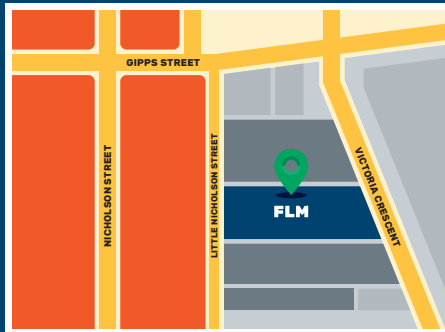 GIPPS STREET
NICHOLSON STREET
LITTLE NICHOLSON STREET
VICTORIA CRESCENT
FLM